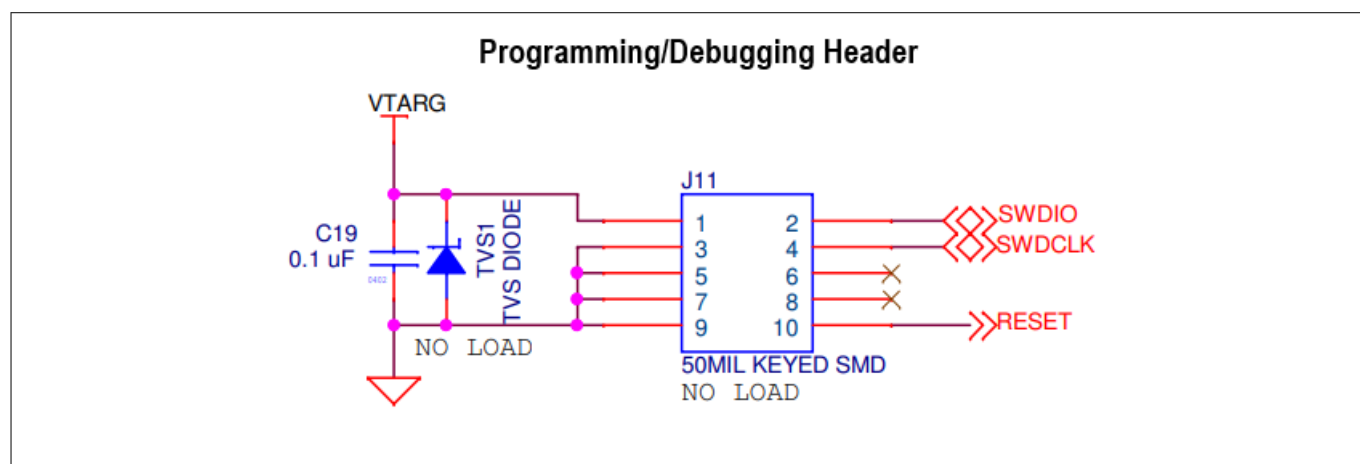 Programming/Debugging Header
VTARG
J11
C19
0.1 uF
0402
TVS1
TVS DIODE
NO LOAD
1 2
3 4
5 6
7 8
9 10
SWDIO
SWDCLK
RESET
50MIL KEYED SMD
NO LOAD